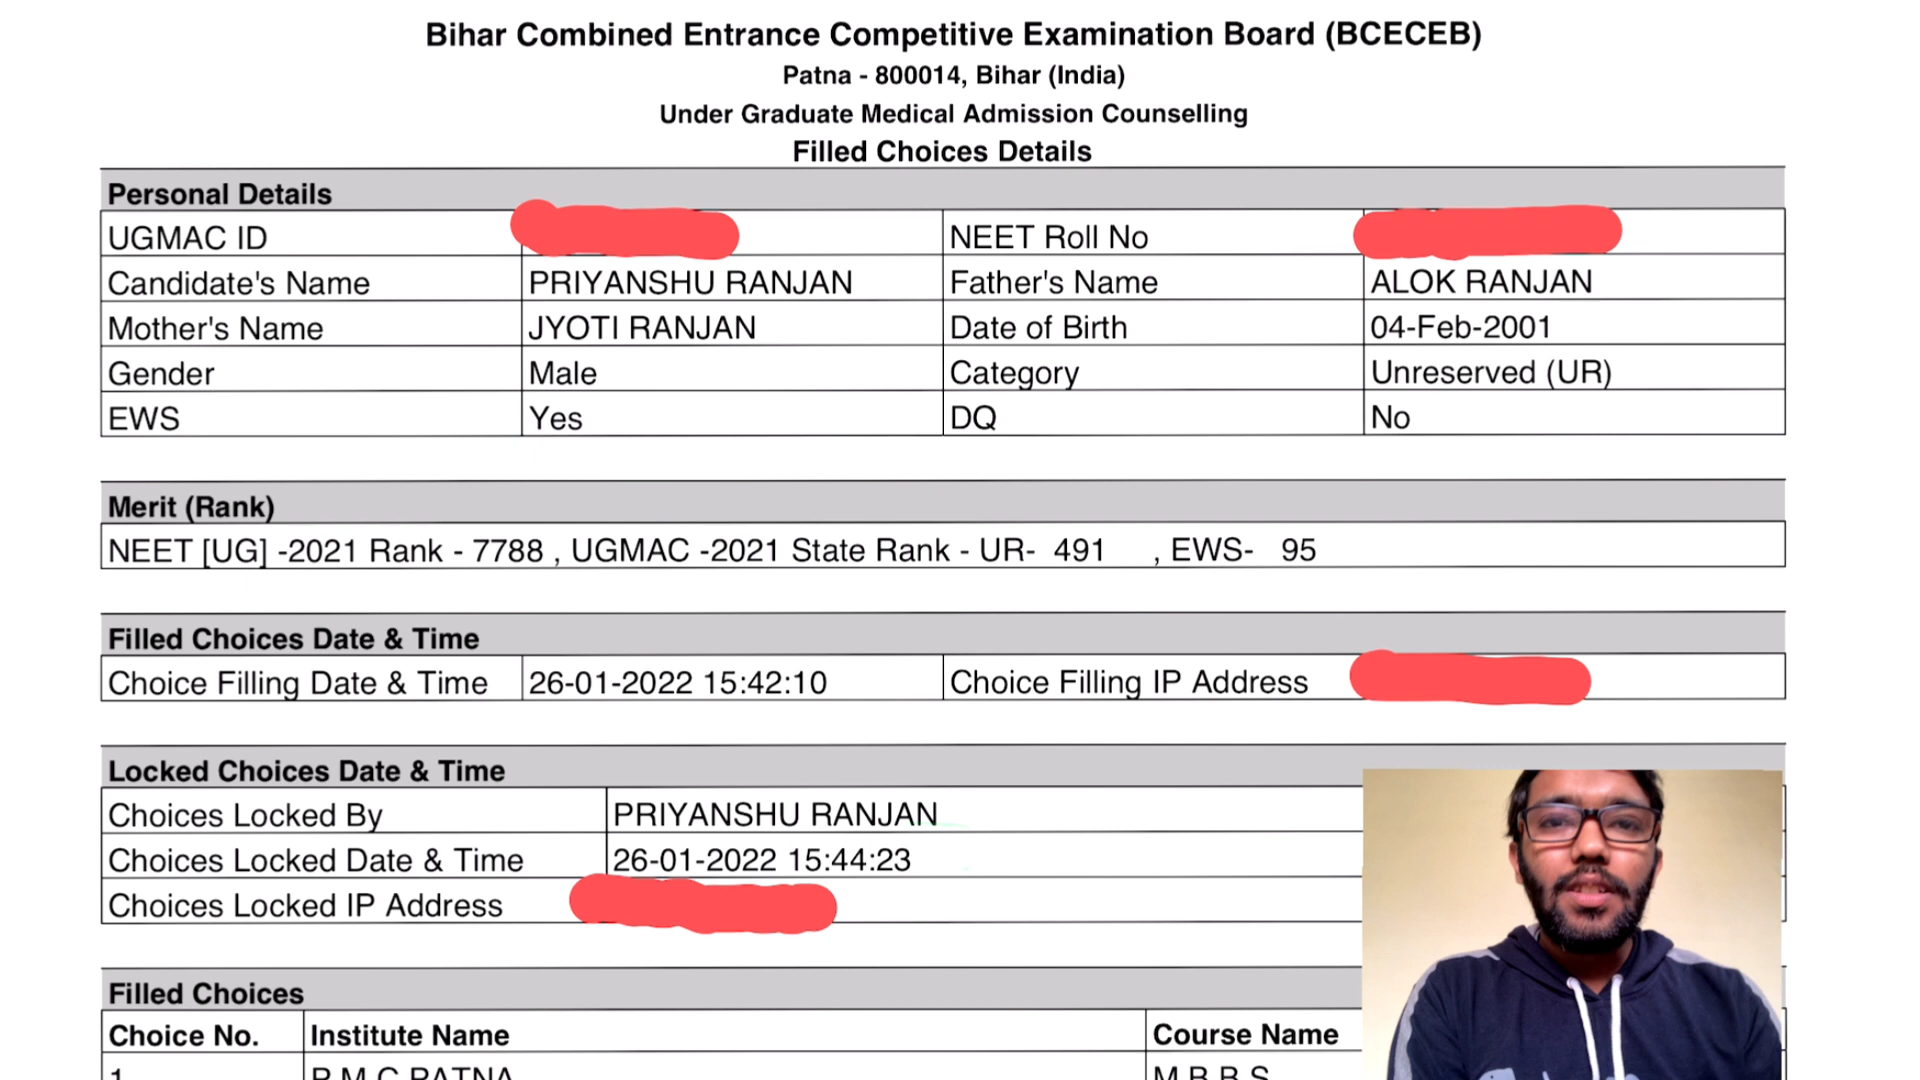 Bihar Combined Entrance Competitive Examination Board (BCECEB)
Patna - 800014, Bihar (India)
Under Graduate Medical Admission Counselling
Filled Choices Details
Personal Details
UGMAC ID NEET Roll No
Candidate's Name PRIYANSHU RANJAN Father's Name ALOK RANJAN
Mother's Name JYOTI RANJAN Date of Birth 04-Feb-2001
Gender Male Category Unreserved (UR)
EWS Yes DQ No
Merit (Rank)
NEET [UG] -2021 Rank - 7788 , UGMAC -2021 State Rank - UR- 491 , EWS- 95
Filled Choices Date & Time
Choice Filling Date & Time 26-01-2022 15:42:10 Choice Filling IP Address
Locked Choices Date & Time
Choices Locked By PRIYANSHU RANJAN
Choices Locked Date & Time 26-01-2022 15:44:23
Choices Locked IP Address
Filled Choices
Choice No. Institute Name Course Name
1 P.M.C.PATNA M.B.B.S.